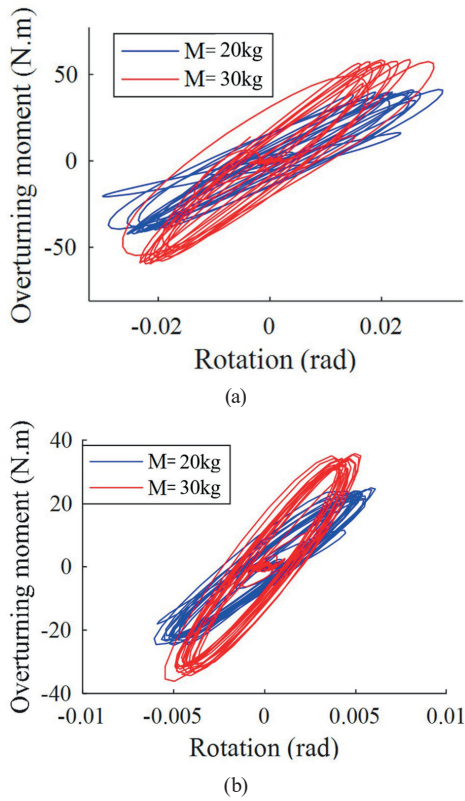 Overturning moment (N.m)
50
0
-50
M= 20kg
M= 30kg
-0.02
0
0.02
Rotation (rad)
(a)
Overturning moment (N.m)
40
20
0
-20
-40
M= 20kg
M= 30kg
-0.01
-0.005
0
0.005
0.01
Rotation (rad)
(b)